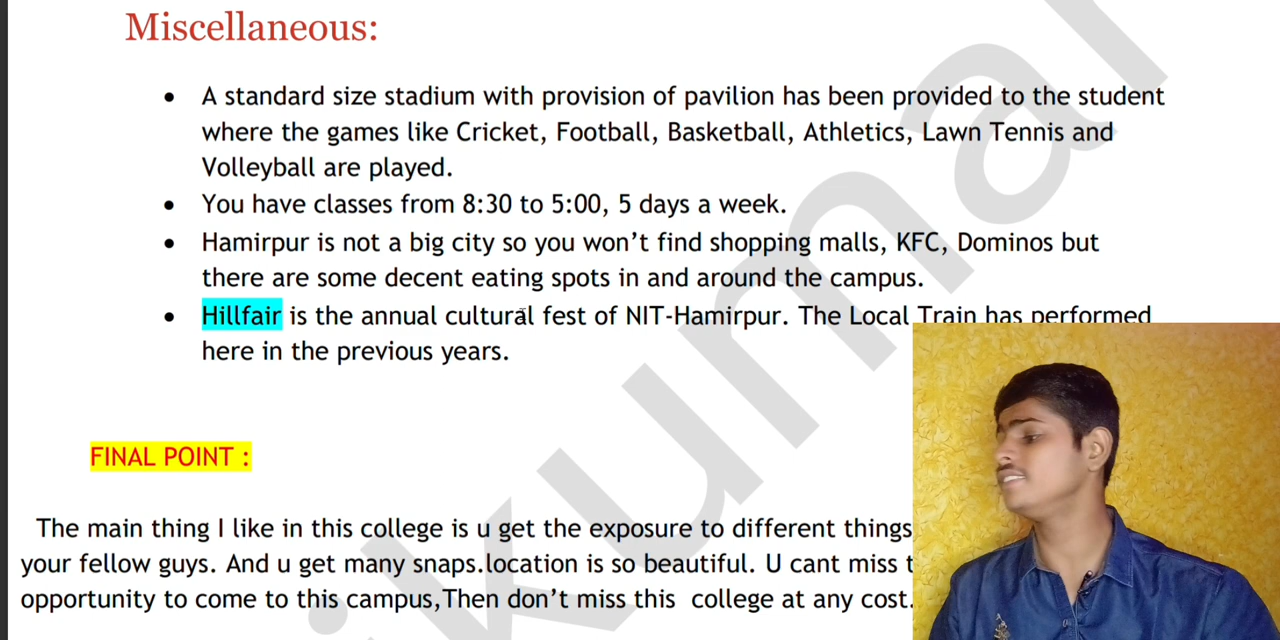 Miscellaneous:
• A standard size stadium with provision of pavilion has been provided to the student
where the games like Cricket, Football, Basketball, Athletics, Lawn Tennis and
Volleyball are played.
• You have classes from 8:30 to 5:00, 5 days a week.
• Hamirpur is not a big city so you won’t find shopping malls, KFC, Dominos but
there are some decent eating spots in and around the campus.
• Hillfair is the annual cultural fest of NIT-Hamirpur. The Local Train has performed
here in the previous years.
FINAL POINT :
The main thing I like in this college is u get the exposure to different things
your fellow guys. And u get many snaps.location is so beautiful. U cant miss
opportunity to come to this campus,Then don’t miss this college at any cost.